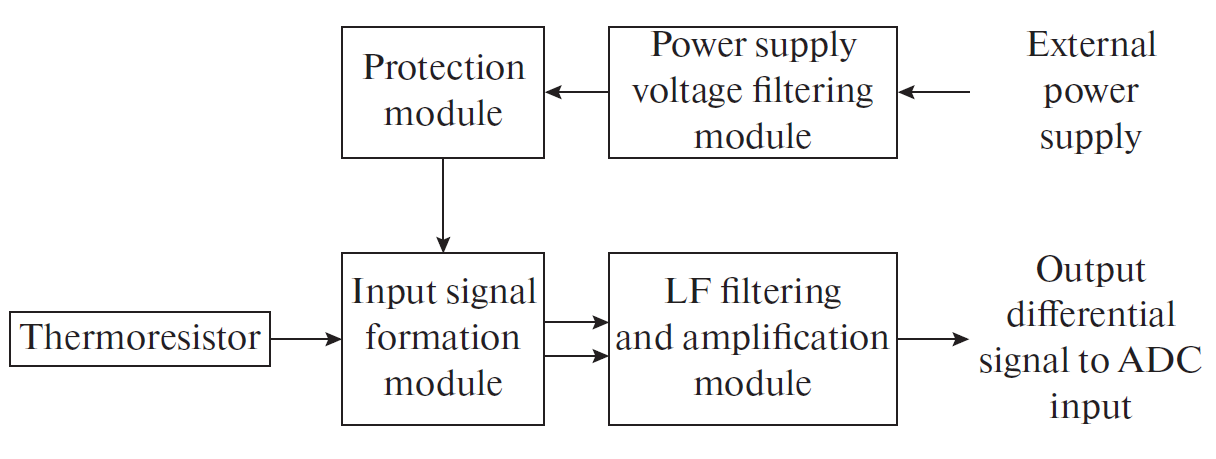 Protection
module
Power supply
voltage filtering
module
External
power
supply
Thermoresistor
Input signal
formation
module
LF filtering
and amplification
module
Output
differential
signal to ADC
input